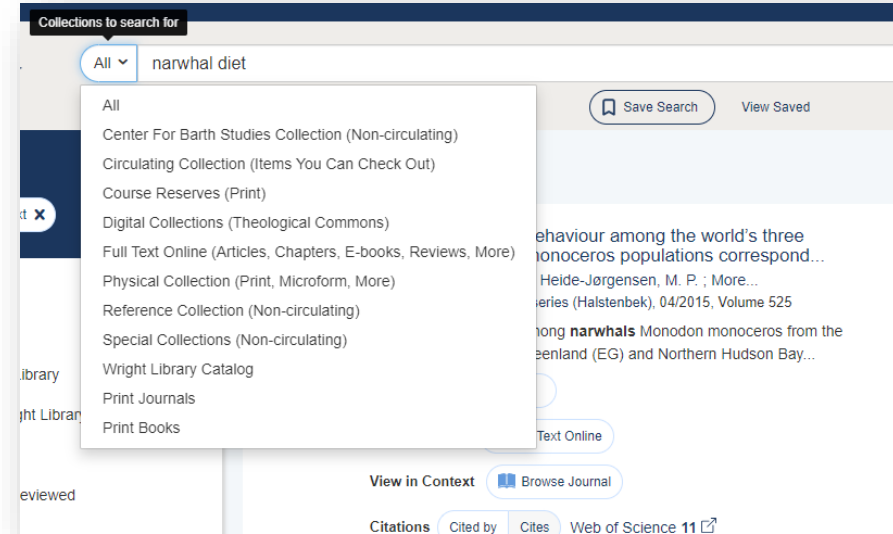 Collections to search for
All
narwhal diet
All
Center For Barth Studies Collection (Non-circulating)
Circulating Collection (Items You Can Check Out)
Course Reserves (Print)
Digital Collections (Theological Commons)
Full Text Online (Articles, Chapters, E-books, Reviews, More)
Physical Collection (Print, Microform, More)
Reference Collection (Non-circulating)
Special Collections (Non-circulating)
Wright Library Catalog
Print Journals
Print Books
Save Search View Saved
ehaviour among the world's three
onoceros populations correspond...
Heide-Jørgensen, M. P. ; More...
series (Halstenbek), 04/2015, Volume 525
narwhals Monodon monoceros from the
(EG) and Northern Hudson Bay...
Text Online
View in Context Browse Journal
Citations Cited by Cites Web of Science 11
ibrary
ght Library
eviewed